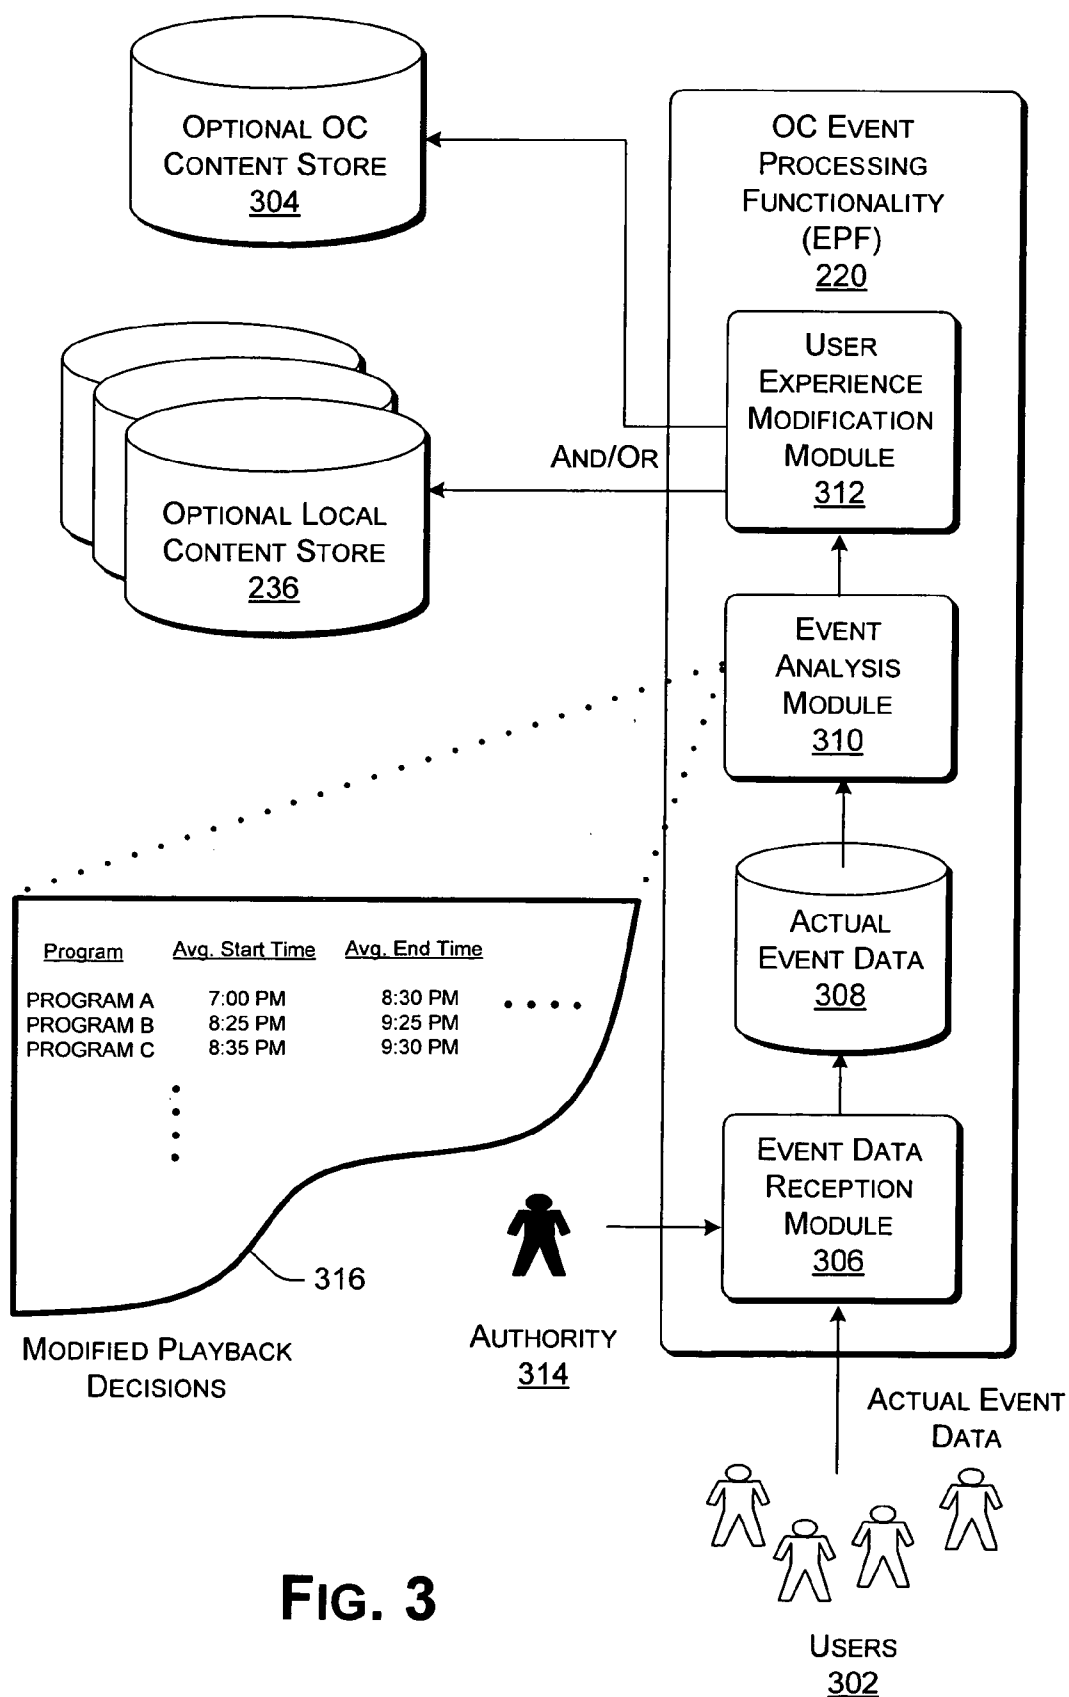 OPTIONAL OC
CONTENT STORE
304
OC EVENT
PROCESSING
FUNCTIONALITY
(EPF)
220
USER
EXPERIENCE
MODIFICATION
MODULE
312
AND/OR
OPTIONAL LOCAL
CONTENT STORE
236
EVENT
ANALYSIS
MODULE
310
ACTUAL
EVENT DATA
308
Program Avg. Start Time Avg. End Time
PROGRAM A 7:00 PM 8:30 PM
PROGRAM B 8:25 PM 9:25 PM
PROGRAM C 8:35 PM 9:30 PM
EVENT DATA
RECEPTION
MODULE
306
316
MODIFIED PLAYBACK
DECISIONS
AUTHORITY
314
ACTUAL EVENT
DATA
FIG. 3
USERS
302